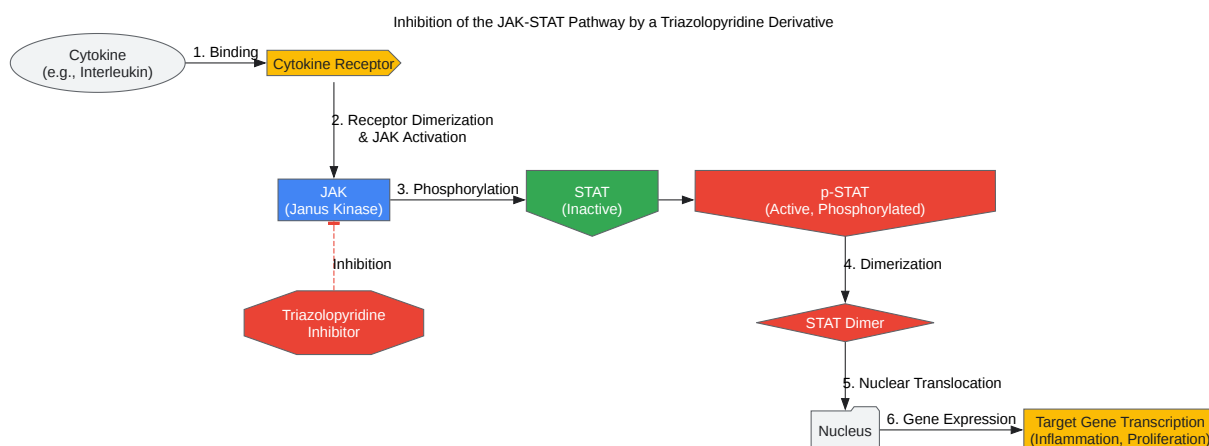 Inhibition of the JAK-STAT Pathway by a Triazolopyridine Derivative
Cytokine
(e.g., Interleukin)
1. Binding
Cytokine Receptor
2. Receptor Dimerization
& JAK Activation
JAK
(Janus Kinase)
3. Phosphorylation
STAT
(Inactive)
p-STAT
(Active, Phosphorylated)
Inhibition
Triazolopyridine
Inhibitor
4. Dimerization
STAT Dimer
5. Nuclear Translocation
Nucleus
6. Gene Expression
Target Gene Transcription
(Inflammation, Proliferation)